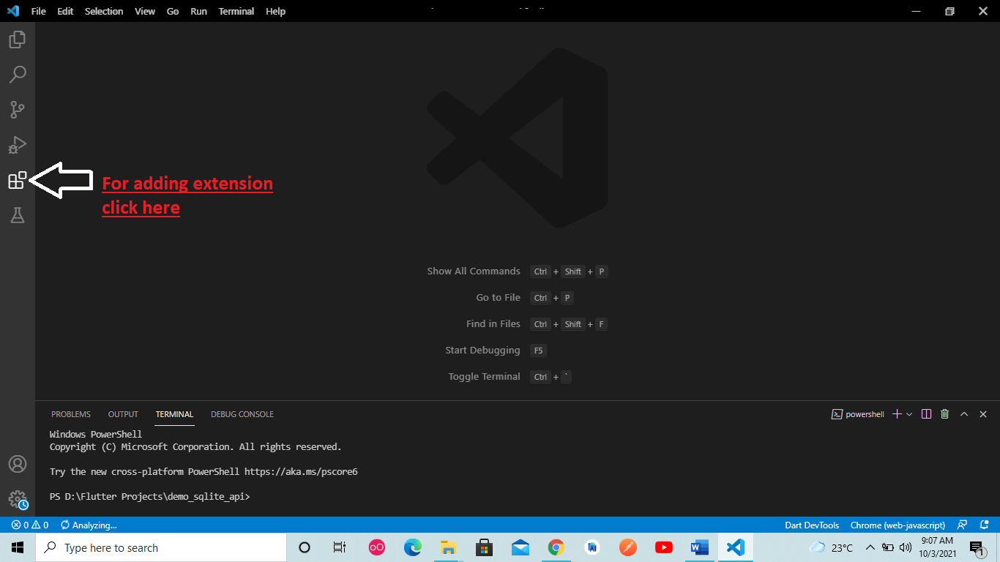 File Edit Selection View Go Run Terminal Help
For adding extension
click here
Show All Commands Ctrl + Shift + P
Go to File Ctrl + P
Find in Files Ctrl + Shift + F
Start Debugging F5
Toggle Terminal Ctrl + `
PROBLEMS OUTPUT TERMINAL DEBUG CONSOLE powershell
Windows PowerShell
Copyright (C) Microsoft Corporation. All rights reserved.
Try the new cross-platform PowerShell https://aka.ms/pscore6
PS D:\Flutter Projects\demo_sqlite_api>
0 0 Analyzing... Dart DevTools Chrome (web-javascript)
Type here to search 23°C 9:07 AM
10/3/2021 1